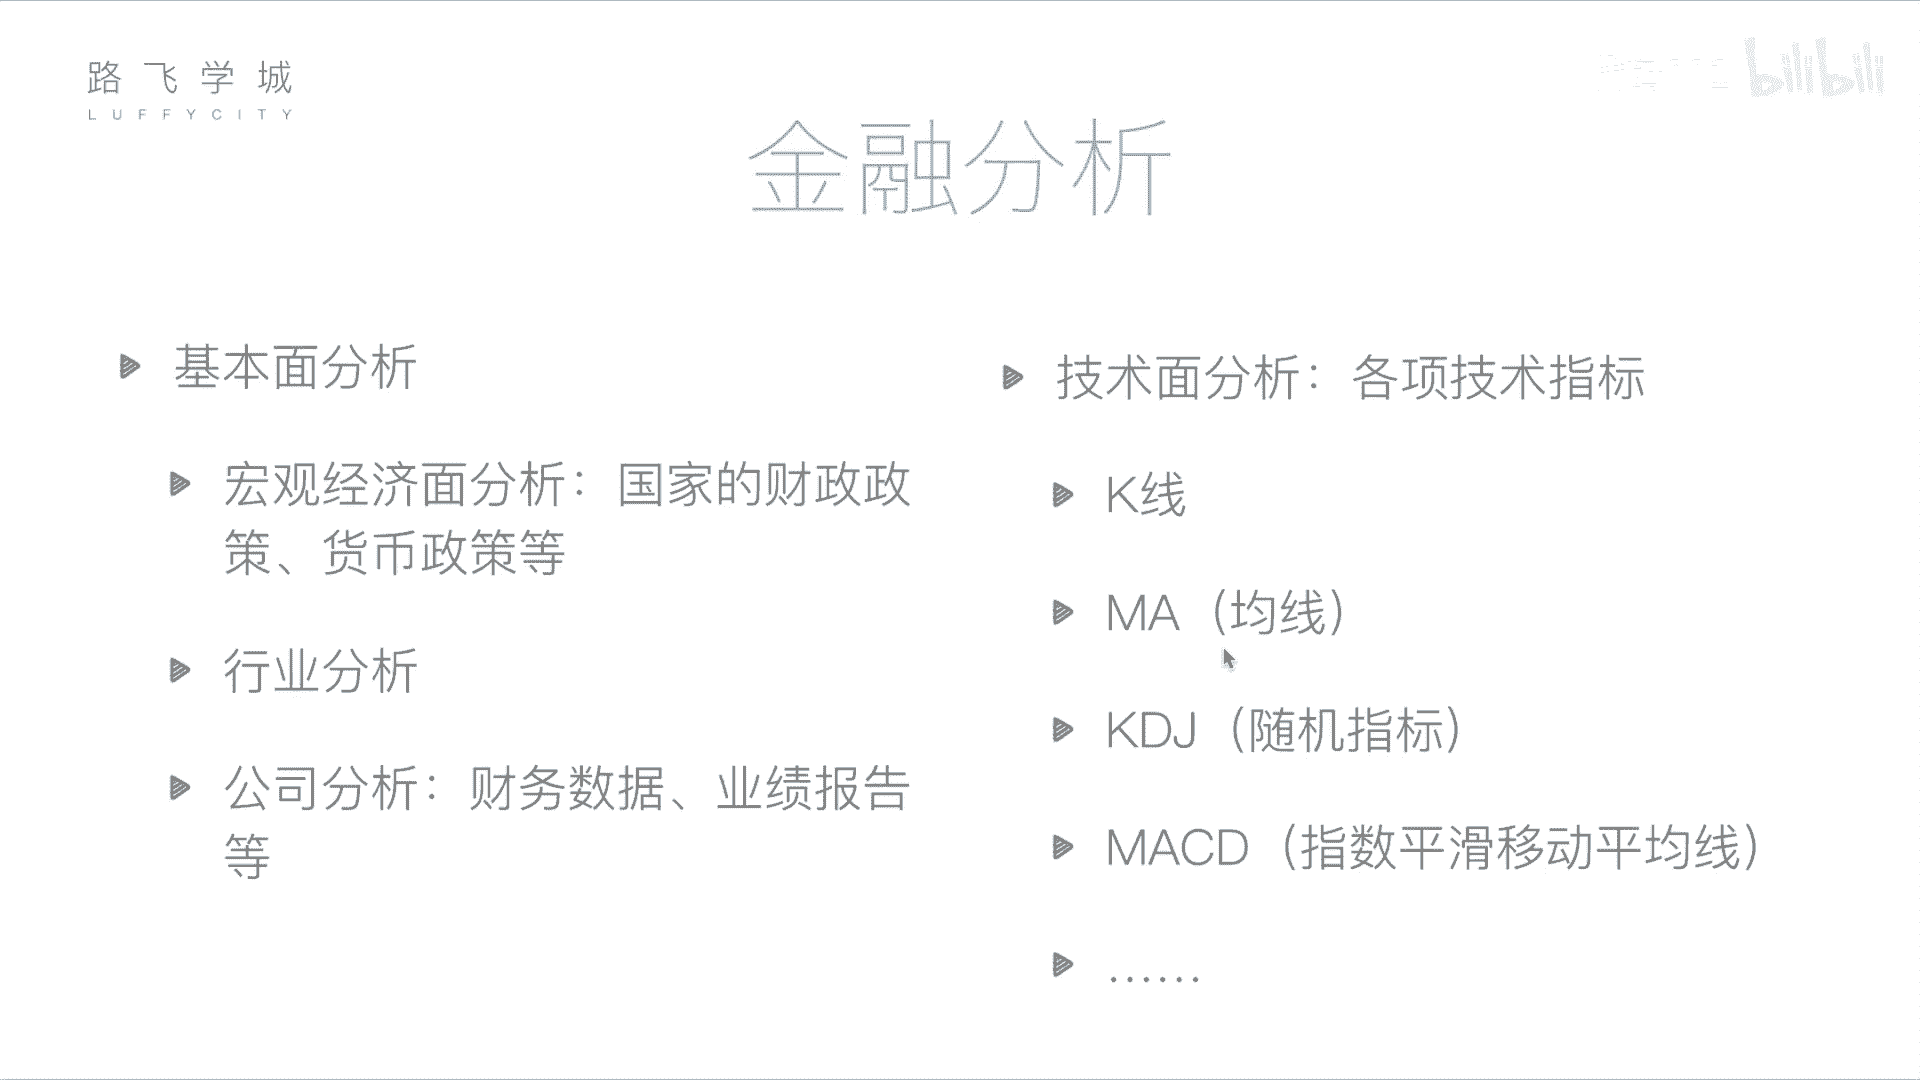 路飞学城
LUFFYCITY
bilibili
金融分析
基本面分析
宏观经济面分析：国家的财政政
策、货币政策等
行业分析
公司分析：财务数据、业绩报告
等
技术面分析：各项技术指标
K线
MA（均线）
KDJ（随机指标）
MACD（指数平滑移动平均线）
······